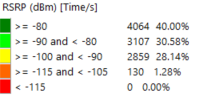 RSRP (dBm) [Time/s]
>= -80 4064 40.00%
>= -90 and < -80 3107 30.58%
>= -100 and < -90 2859 28.14%
>= -115 and < -105 130 1.28%
< -115 0 0.00%